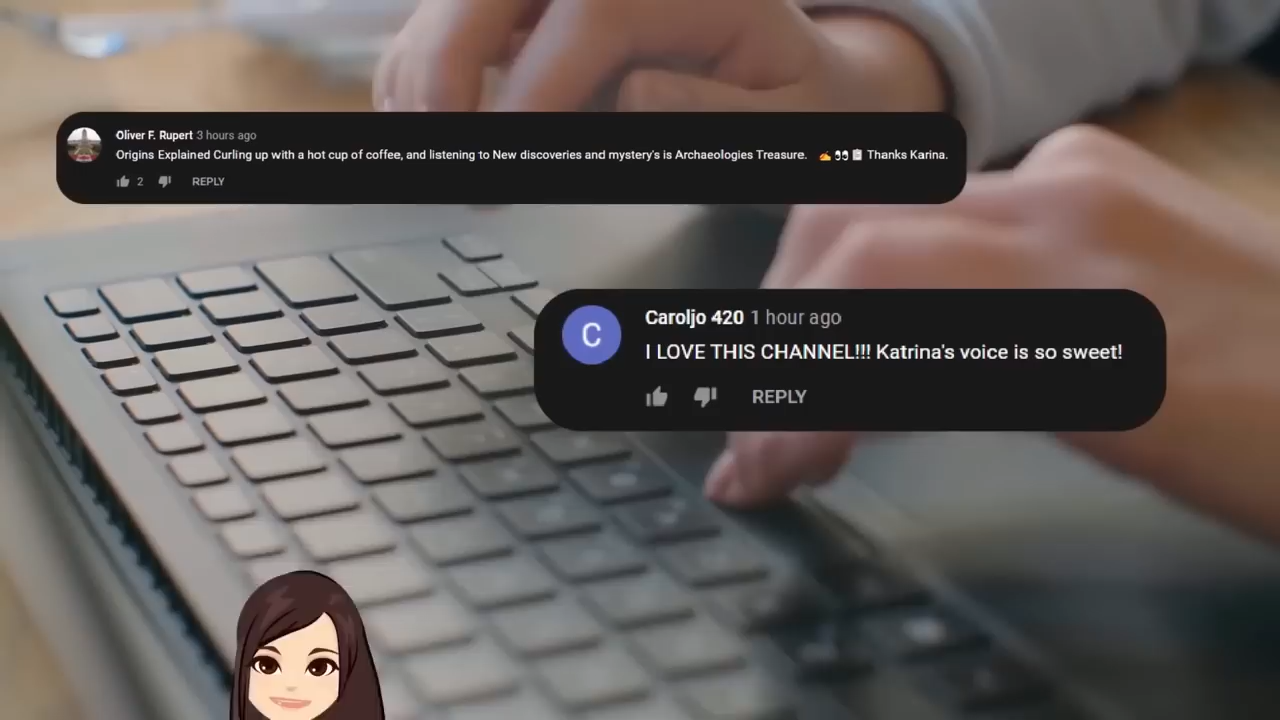 Oliver F. Rupert 3 hours ago
Origins Explained Curling up with a hot cup of coffee, and listening to New discoveries and mystery's is Archaeologies Treasure. ✍️👀📋 Thanks Karina.
2 REPLY
C
Caroljo 420 1 hour ago
I LOVE THIS CHANNEL!!! Katrina's voice is so sweet!
REPLY